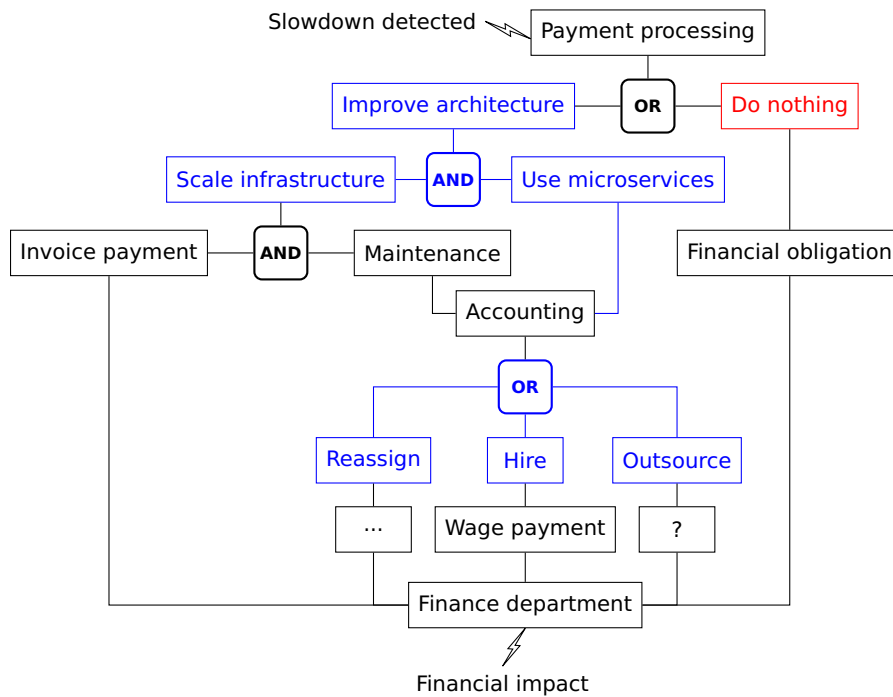 Slowdown detected
Payment processing
Improve architecture
OR
Do nothing
Scale infrastructure
AND
Use microservices
Invoice payment
AND
Maintenance
Financial obligation
Accounting
OR
Reassign
Hire
Outsource
...
Wage payment
?
Finance department
Financial impact